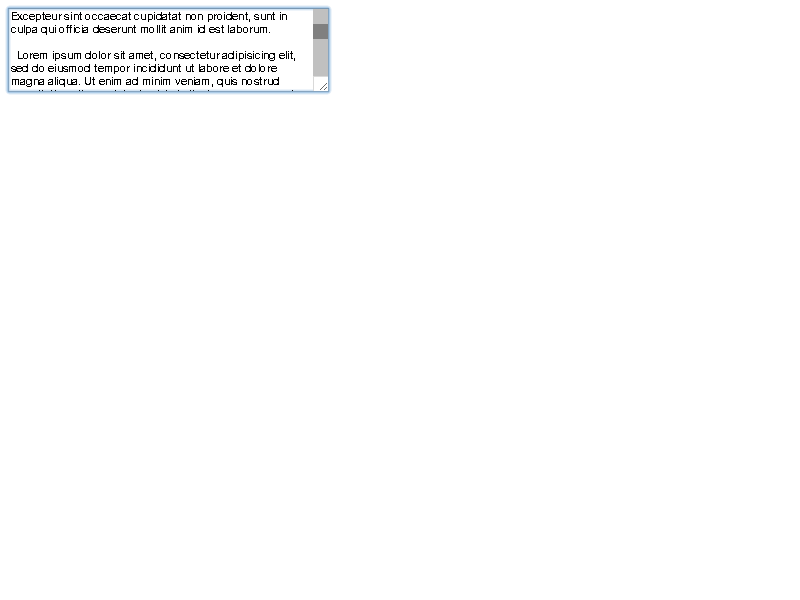 Excepteur sint occaecat cupidatat non proident, sunt in
culpa qui officia deserunt mollit anim id est laborum.
Lorem ipsum dolor sit amet, consectetur adipisicing elit,
sed do eiusmod tempor incididunt ut labore et dolore
magna aliqua. Ut enim ad minim veniam, quis nostrud